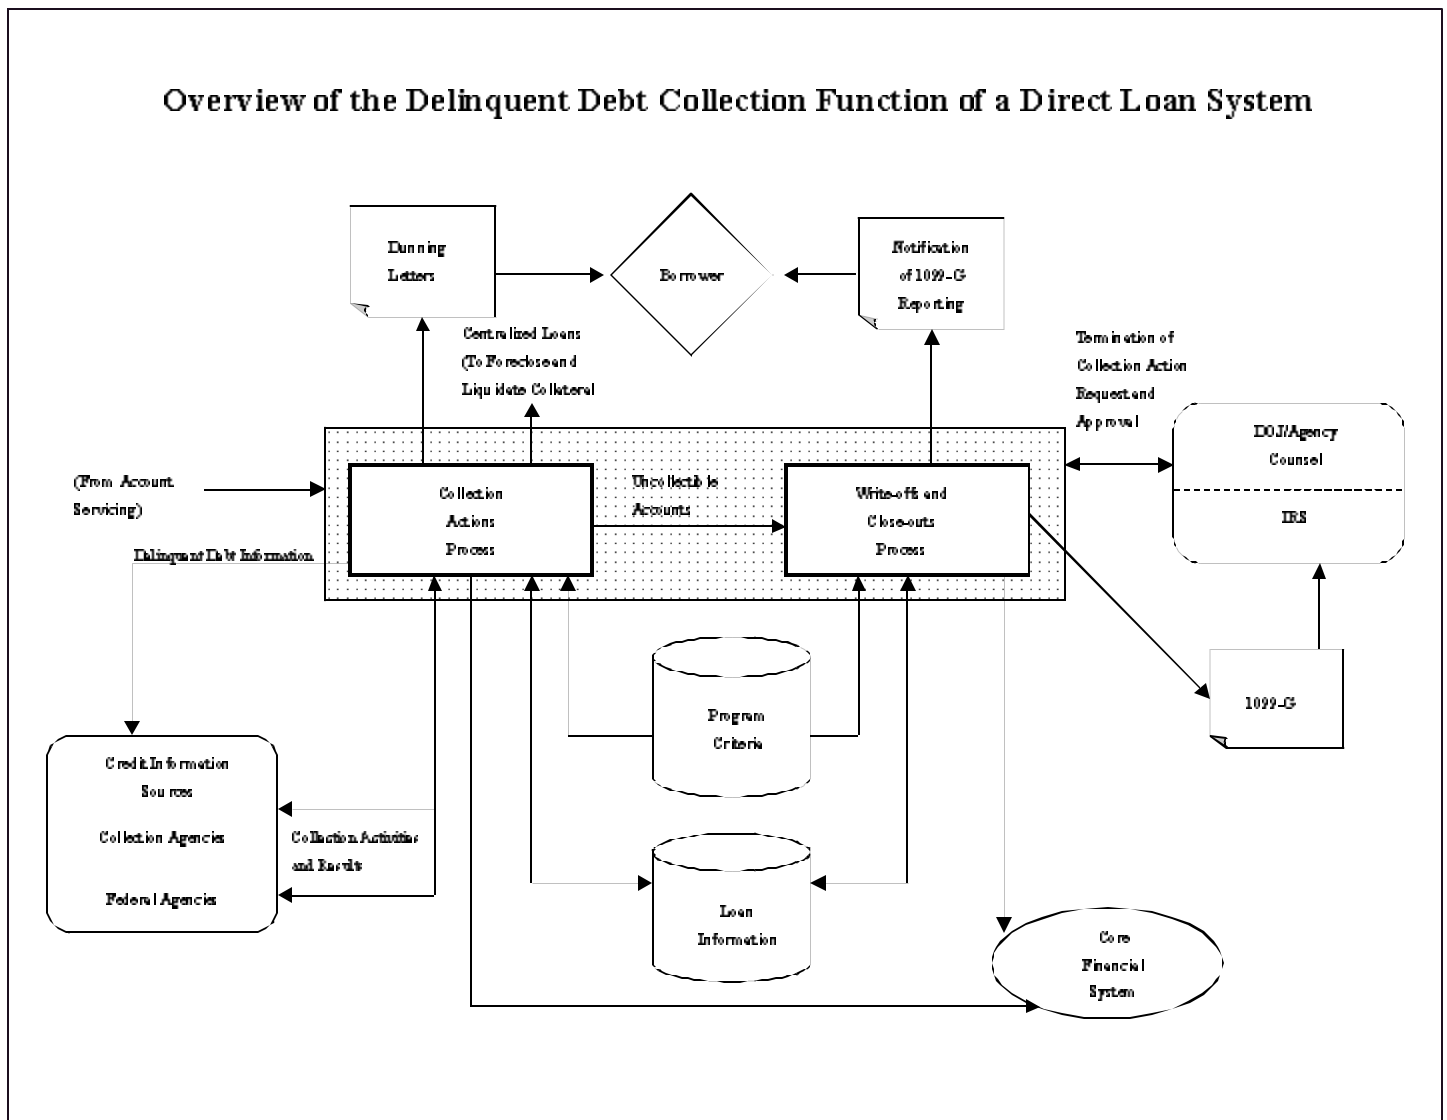 Overview of the Delinquent Debt Collection Function of a Direct Loan System
Dunning
Letters
Borrower
Notification
of 1099-G
Reporting
Centralized Loans
(To Foreclose and
Liquidate Collateral
Termination of
Collection Action
Request and
Approval
DOJ/Agency
Counsel
IRS
(From Account
Servicing)
Collection
Actions
Process
Uncollectible
Accounts
Write-offs and
Close-outs
Process
Delinquent Debt Information
Program
Criteria
1099-G
Credit Information
Sources
Collection Agencies
Federal Agencies
Collection Activities
and Results
Loan
Information
Core
Financial
System